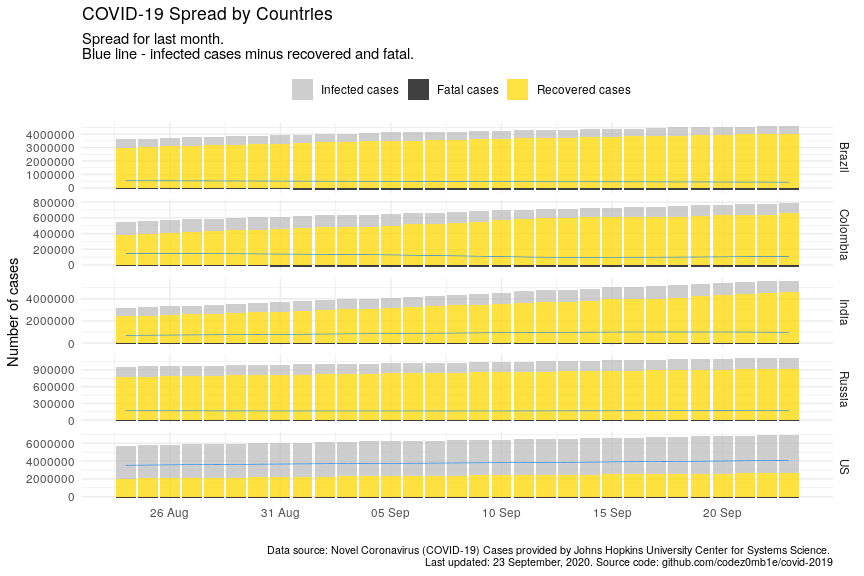 COVID-19 Spread by Countries
Spread for last month.
Blue line - infected cases minus recovered and fatal.
Infected cases Fatal cases Recovered cases
Number of cases
4000000
3000000
2000000
1000000
0
Brazil
800000
600000
400000
200000
0
Colombia
4000000
2000000
0
India
900000
600000
300000
0
Russia
6000000
4000000
2000000
0
US
26 Aug 31 Aug 05 Sep 10 Sep 15 Sep 20 Sep
Data source: Novel Coronavirus (COVID-19) Cases provided by Johns Hopkins University Center for Systems Science.
Last updated: 23 September, 2020. Source code: github.com/codez0mb1e/covid-2019